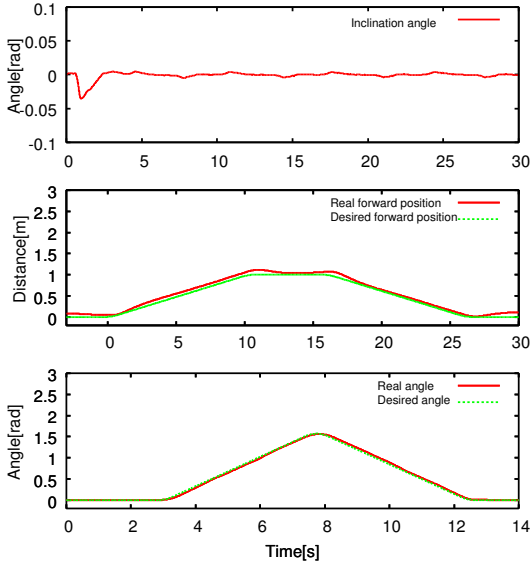 0.1
Inclination angle
0.05
0
-0.05
-0.1
Angle[rad]
0 5 10 15 20 25 30
3
Real forward position
2.5
Desired forward position
2
1.5
1
0.5
0
Distance[m]
0 5 10 15 20 25 30
3
Real angle
2.5
Desired angle
2
1.5
1
0.5
0
Angle[rad]
0 2 4 6 8 10 12 14
Time[s]